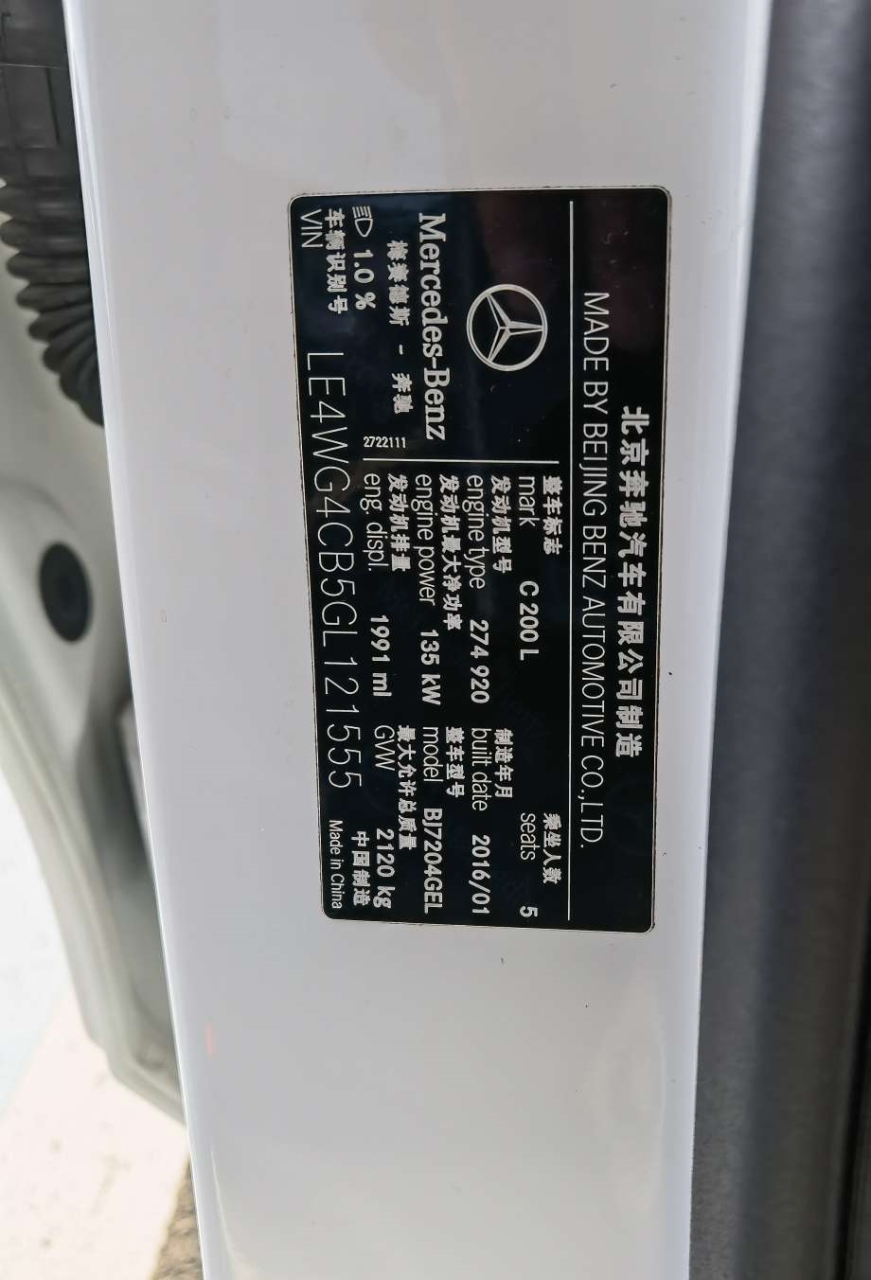 北京奔驰汽车有限公司制造
MADE BY BEIJING BENZ AUTOMOTIVE CO.,LTD.
Mercedes-Benz
梅赛德斯 - 奔驰
1.0 %
2722111
整车标志
mark C 200 L
乘坐人数
seats 5
发动机型号
engine type 274 920
制造年月
built date 2016/01
发动机最大净功率
engine power 135 kW
整车型号
model BJ7204GEL
发动机排量
eng. displ. 1991 ml
最大允许总质量
GVW 2120 kg
车辆识别号
VIN LE4WG4CB5GL121555
中国制造
Made in China